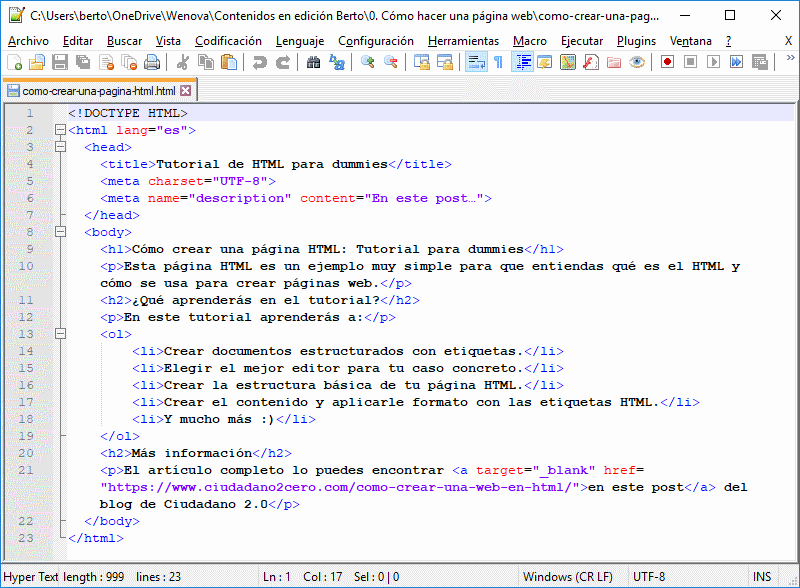 C:\Users\berto\OneDrive\Wenova\Contenidos en edición Berto\0. Cómo hacer una página web\como-crear-una-pag...
Archivo Editar Buscar Vista Codificación Lenguaje Configuración Herramientas Macro Ejecutar Plugins Ventana ? X
como-crear-una-pagina-html.html
1 <!DOCTYPE HTML>
2 <html lang="es">
3 <head>
4 <title>Tutorial de HTML para dummies</title>
5 <meta charset="UTF-8">
6 <meta name="description" content="En este post…">
7 </head>
8 <body>
9 <h1>Cómo crear una página HTML: Tutorial para dummies</h1>
10 <p>Esta página HTML es un ejemplo muy simple para que entiendas qué es el HTML y
cómo se usa para crear páginas web.</p>
11 <h2>¿Qué aprenderás en el tutorial?</h2>
12 <p>En este tutorial aprenderás a:</p>
13 <ol>
14 <li>Crear documentos estructurados con etiquetas.</li>
15 <li>Elegir el mejor editor para tu caso concreto.</li>
16 <li>Crear la estructura básica de tu página HTML.</li>
17 <li>Crear el contenido y aplicarle formato con las etiquetas HTML.</li>
18 <li>Y mucho más :)</li>
19 </ol>
20 <h2>Más información</h2>
21 <p>El artículo completo lo puedes encontrar <a target="_blank" href=
"https://www.ciudadano2cero.com/como-crear-una-web-en-html/">en este post</a> del
blog de Ciudadano 2.0</p>
22 </body>
23 </html>
Hyper Text length : 999 lines : 23 Ln : 1 Col : 17 Sel : 0 | 0 Windows (CR LF) UTF-8 INS